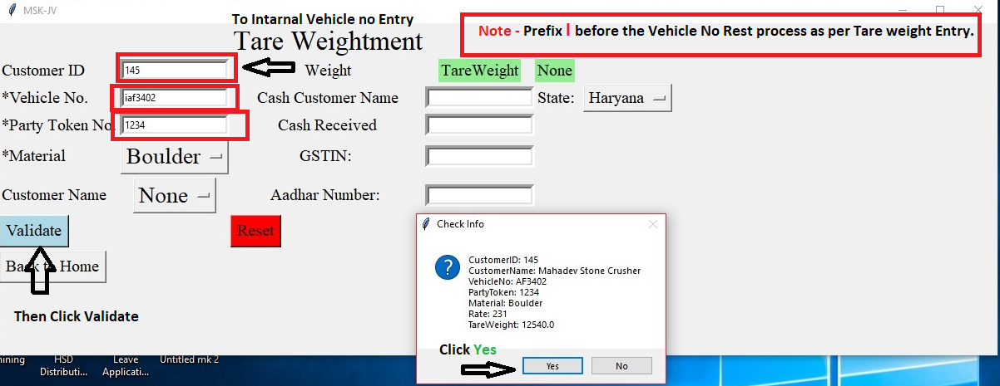 MSK-JV
To Intarnal Vehicle no Entry
Note - Prefix I before the Vehicle No Rest process as per Tare weight Entry.
Tare Weightment
Customer ID 145 Weight TareWeight None
*Vehicle No. iaf3402 Cash Customer Name State: Haryana
*Party Token No. 1234 Cash Received
*Material Boulder GSTIN:
Customer Name None Aadhar Number:
Validate Reset
Back to Home
Then Click Validate
Check Info
CustomerID: 145
CustomerName: Mahadev Stone Crusher
VehicleNo: AF3402
PartyToken: 1234
Material: Boulder
Rate: 231
TareWeight: 12540.0
Click Yes
Yes No
HSD Leave Untitled mk 2
Distributi... Applicati...